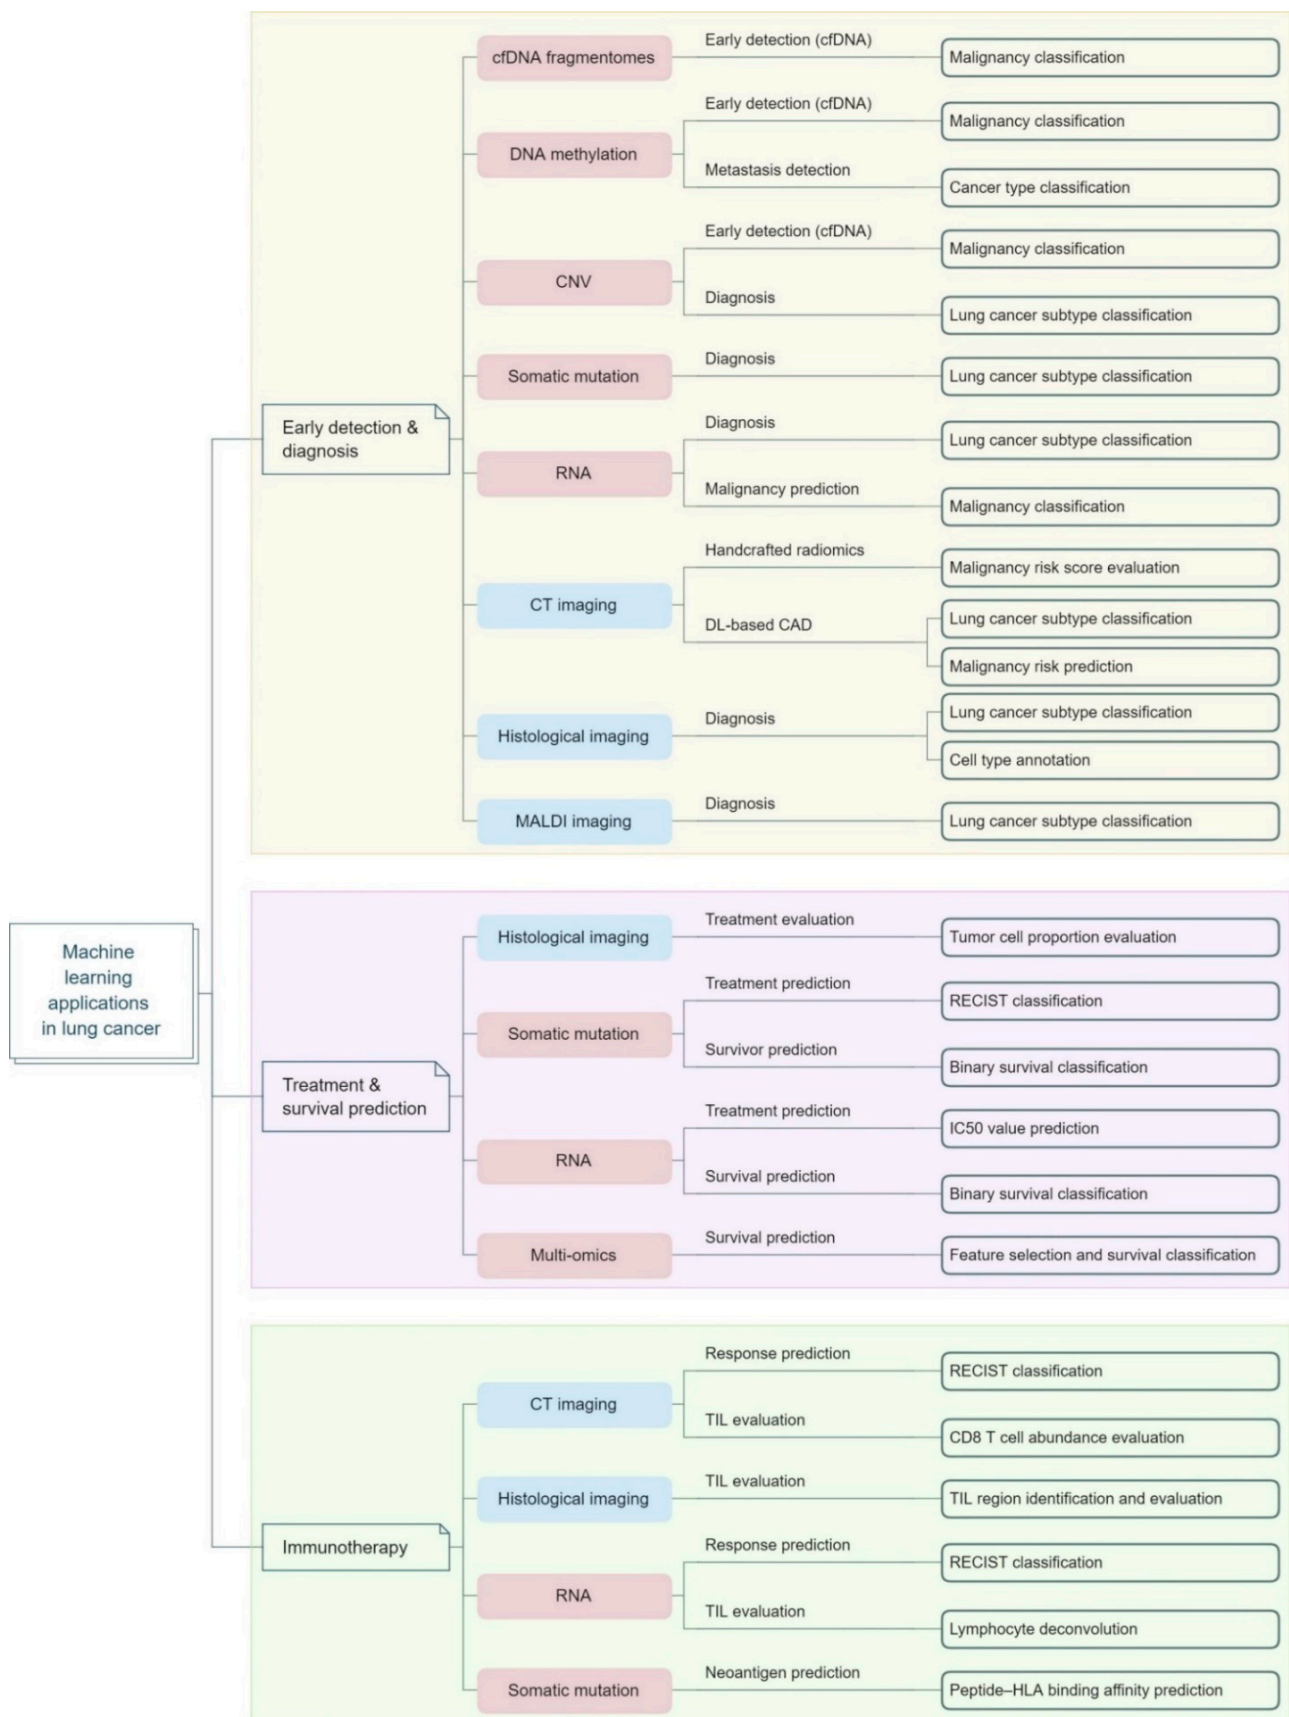 cfDNA fragmentomes
Early detection (cfDNA)
Malignancy classification
DNA methylation
Early detection (cfDNA)
Malignancy classification
Metastasis detection
Cancer type classification
CNV
Early detection (cfDNA)
Malignancy classification
Diagnosis
Lung cancer subtype classification
Somatic mutation
Diagnosis
Lung cancer subtype classification
Early detection &
diagnosis
RNA
Diagnosis
Lung cancer subtype classification
Malignancy prediction
Malignancy classification
CT imaging
Handcrafted radiomics
Malignancy risk score evaluation
DL-based CAD
Lung cancer subtype classification
Malignancy risk prediction
Histological imaging
Diagnosis
Lung cancer subtype classification
Cell type annotation
MALDI imaging
Diagnosis
Lung cancer subtype classification
Machine
learning
applications
in lung cancer
Treatment &
survival prediction
Histological imaging
Treatment evaluation
Tumor cell proportion evaluation
Somatic mutation
Treatment prediction
RECIST classification
Survivor prediction
Binary survival classification
RNA
Treatment prediction
IC50 value prediction
Survival prediction
Binary survival classification
Multi-omics
Survival prediction
Feature selection and survival classification
Immunotherapy
CT imaging
Response prediction
RECIST classification
TIL evaluation
CD8 T cell abundance evaluation
Histological imaging
TIL evaluation
TIL region identification and evaluation
RNA
Response prediction
RECIST classification
TIL evaluation
Lymphocyte deconvolution
Somatic mutation
Neoantigen prediction
Peptide–HLA binding affinity prediction